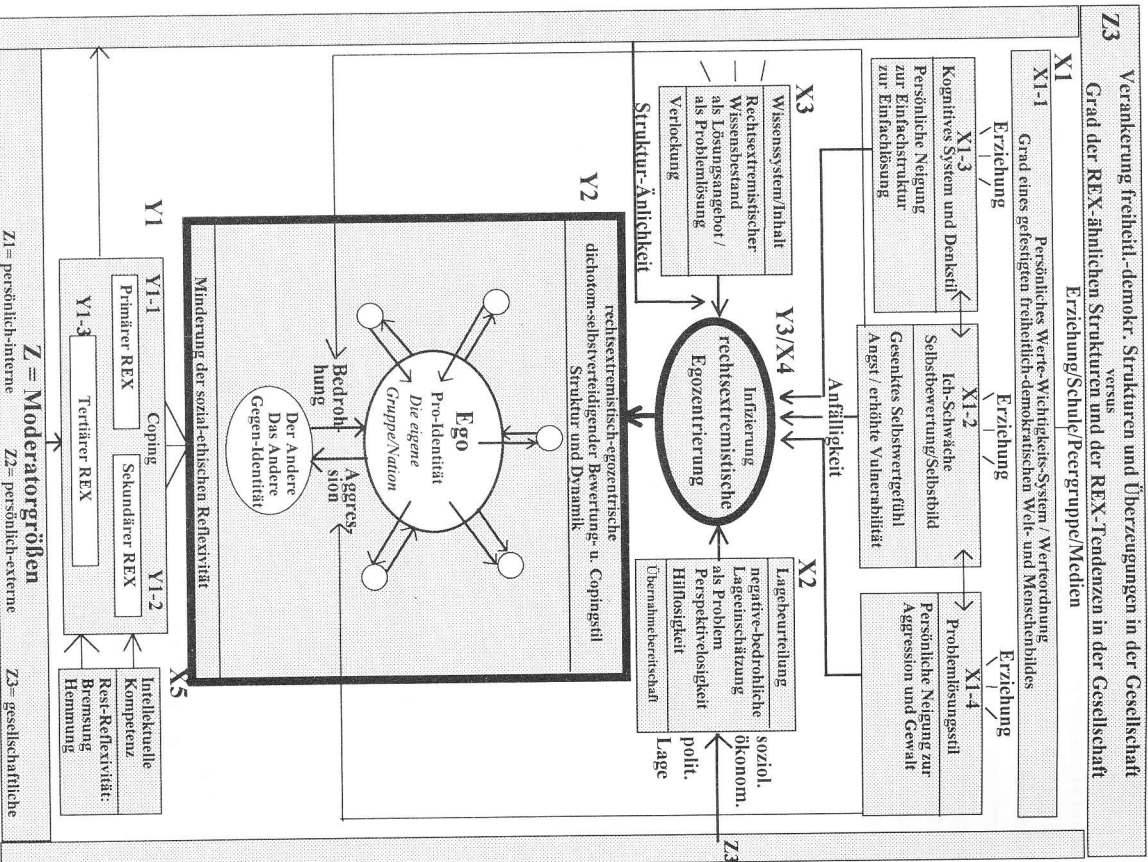 Z3
Verankerung freiheitl.-demokr. Strukturen und Überzeugungen in der Gesellschaft
versus
Grad der REX-ähnlichen Strukturen und der REX-Tendenzen in der Gesellschaft
X1
Erziehung/Schule/Peergruppe/Medien
X1-1
Persönliches Werte-Wichtigkeits-System / Werteordnung
Grad eines gefestigten freiheitlich-demokratischen Welt- und Menschenbildes
Erziehung
Erziehung
Erziehung
X1-3
Kognitives System und Denkstil
Persönliche Neigung
zur Einfachstruktur
zur Einfachlösung
X1-2
Ich-Schwäche
Selbstbewertung/Selbstbild
Gesenktes Selbstwertgefühl
Angst / erhöhte Vulnerabilität
X1-4
Problemlösungsstil
Persönliche Neigung zur
Aggression und Gewalt
Anfälligkeit
X3
Wissenssystem/Inhalt
Rechtsextremistischer
Wissensbestand
als Lösungsangebot /
als Problemlösung
Verlockung
Struktur-Änlichkeit
Y3/X4
Infizierung
rechtsextremistische
Egozentrierung
X2
Lagebeurteilung
negative-bedrohliche
Lageeinschätzung
als Problem
Perspektivelosigkeit
Hilflosigkeit
Übernahmebereitschaft
soziol.
ökonom.
polit.
Lage
Z3
Y2
rechtsextremistisch-egozentrische
dichotom-selbstverteidigender Bewertung- u. Copingstil
Struktur und Dynamik
Ego
Pro-Identität
Die eigene
Gruppe/Nation
Bedroh-
hung
Aggres-
sion
Der Andere
Das Andere
Gegen-Identität
Minderung der sozial-ethischen Reflexivität
Y1
Y1-1
Coping
Y1-2
Primärer REX
Sekundärer REX
Y1-3
Tertiärer REX
X5
Intellektuelle
Kompetenz
Rest-Reflexivität:
Bremsung
Hemmung
Z = Moderatorgrößen
Z1= persönlich-interne
Z2= persönlich-externe
Z3= gesellschaftliche